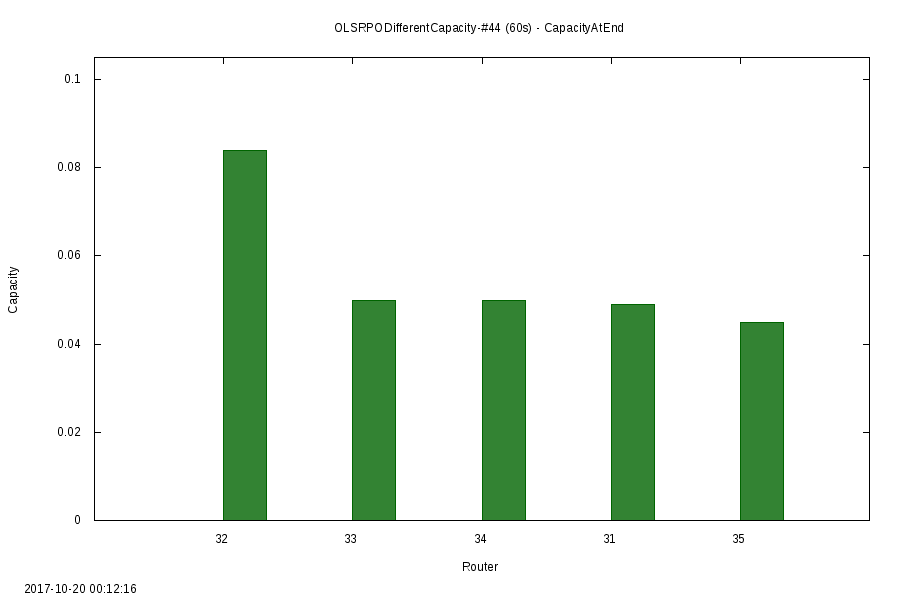 OLSRPODifferentCapacity-#44 (60s) - CapacityAtEnd
0.1
0.08
0.06
0.04
0.02
0
Capacity
32 33 34 31 35
Router
2017-10-20 00:12:16